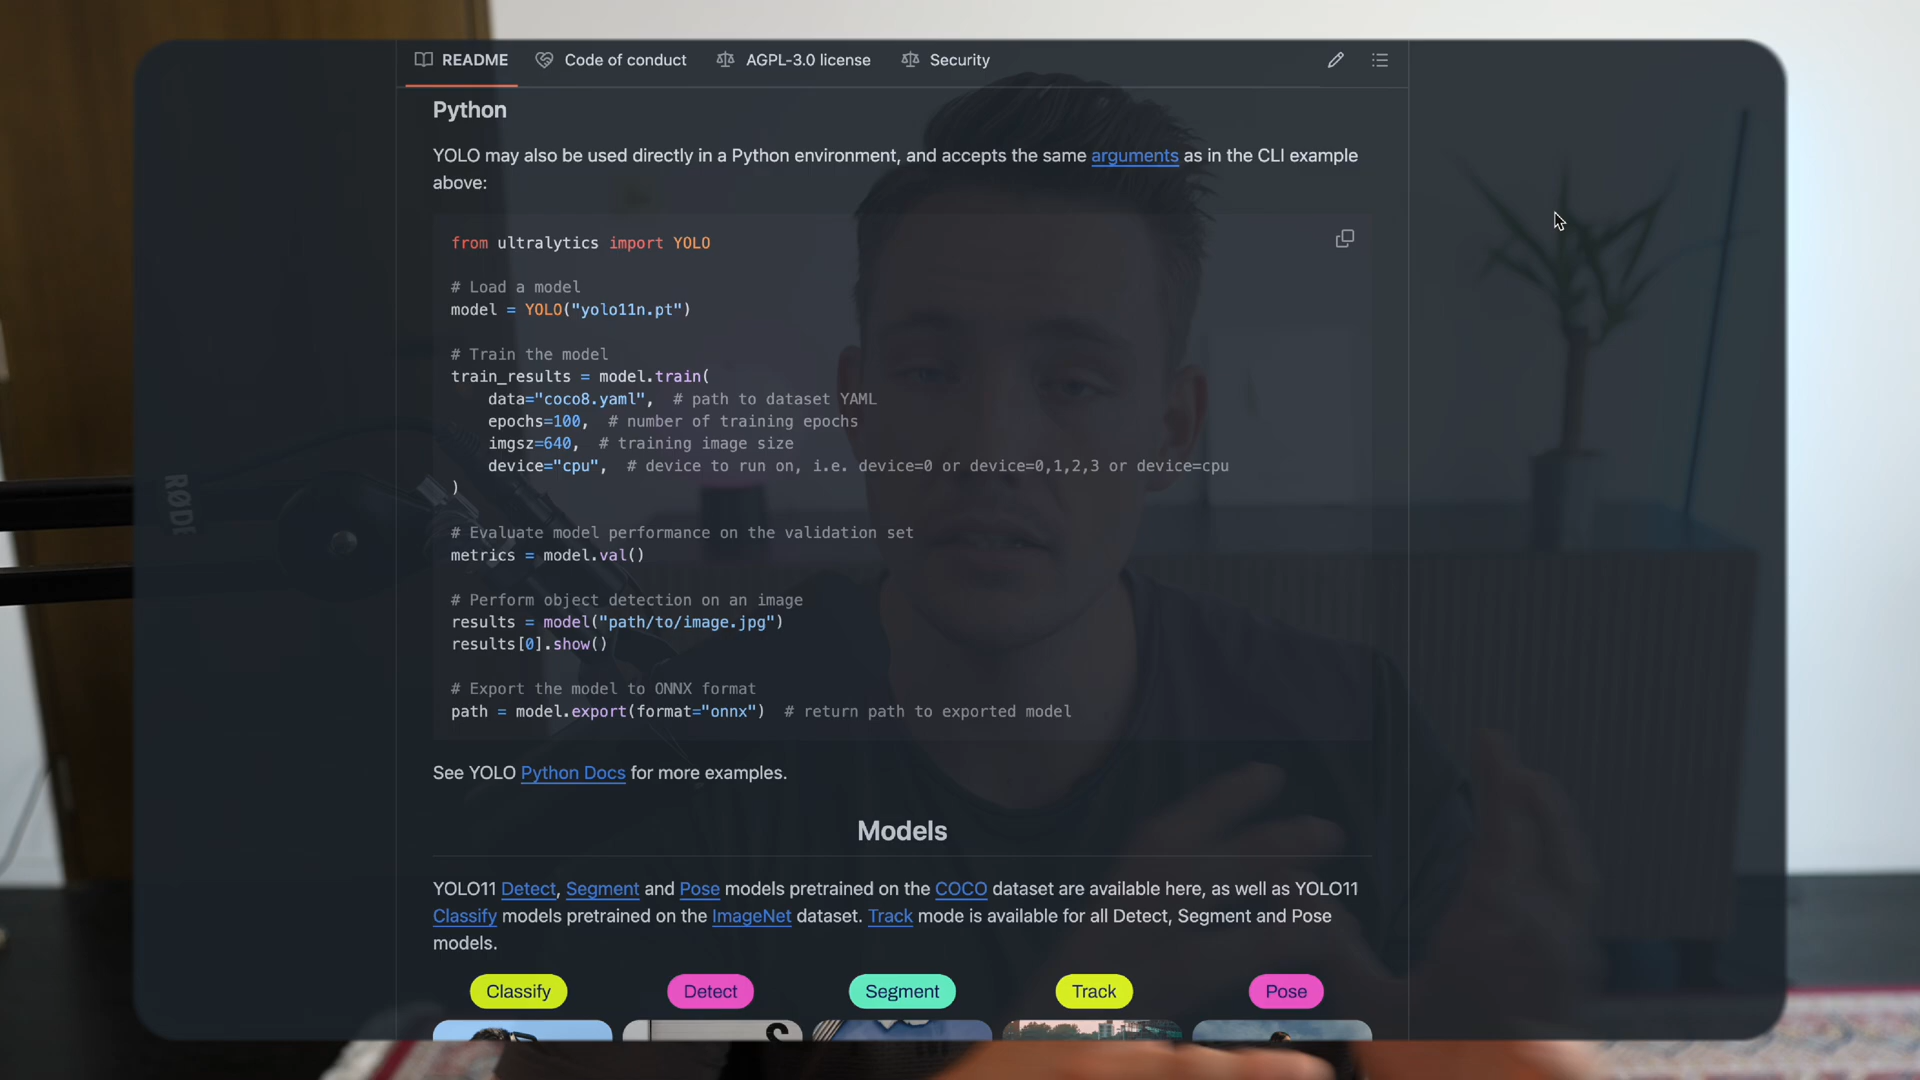 README Code of conduct AGPL-3.0 license Security
Python
YOLO may also be used directly in a Python environment, and accepts the same arguments as in the CLI example
above:
from ultralytics import YOLO
# Load a model
model = YOLO("yolo11n.pt")
# Train the model
train_results = model.train(
    data="coco8.yaml",  # path to dataset YAML
    epochs=100,  # number of training epochs
    imgsz=640,  # training image size
    device="cpu",  # device to run on, i.e. device=0 or device=0,1,2,3 or device=cpu
)
# Evaluate model performance on the validation set
metrics = model.val()
# Perform object detection on an image
results = model("path/to/image.jpg")
results[0].show()
# Export the model to ONNX format
path = model.export(format="onnx")  # return path to exported model
See YOLO Python Docs for more examples.
Models
YOLO11 Detect, Segment and Pose models pretrained on the COCO dataset are available here, as well as YOLO11
Classify models pretrained on the ImageNet dataset. Track mode is available for all Detect, Segment and Pose
models.
Classify Detect Segment Track Pose
RØDE